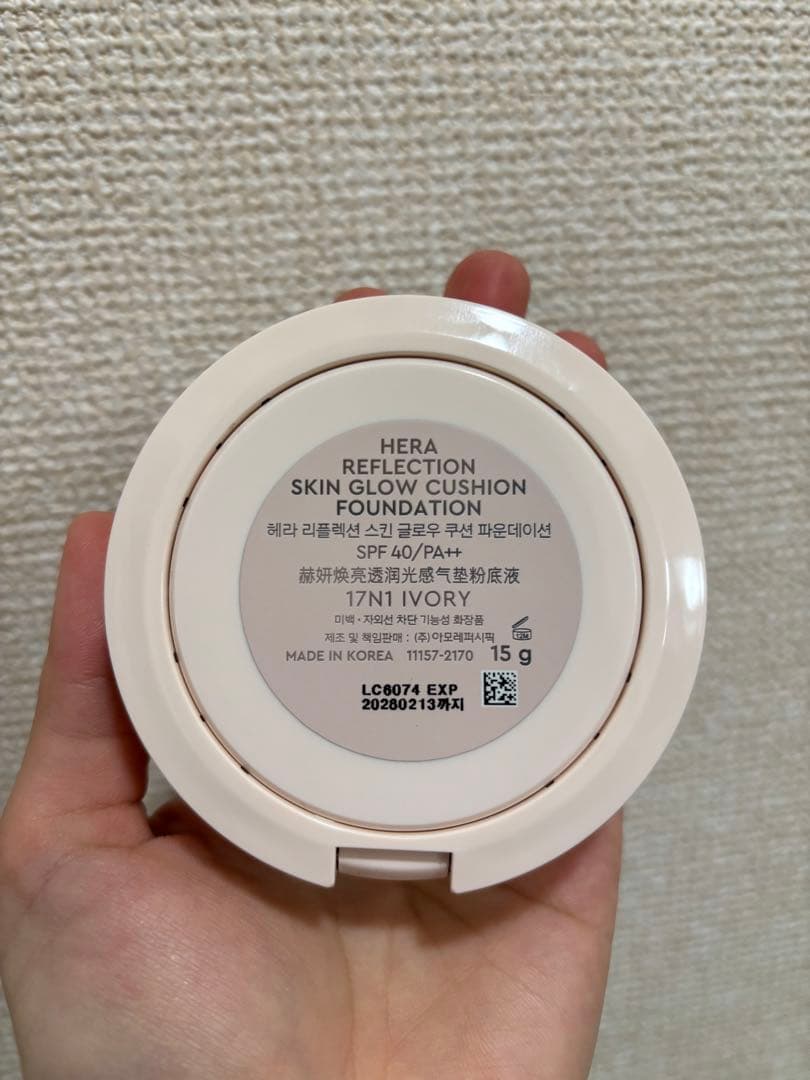 HERA
REFLECTION
SKIN GLOW CUSHION
FOUNDATION
헤라 리플렉션 스킨 글로우 쿠션 파운데이션
SPF 40/PA++
赫妍焕亮透润光感气垫粉底液
17N1 IVORY
미백·자외선 차단 기능성 화장품
제조 및 책임판매 : (주)아모레퍼시픽 12M
MADE IN KOREA 11157-2170 15 g
LC6074 EXP
20280213까지